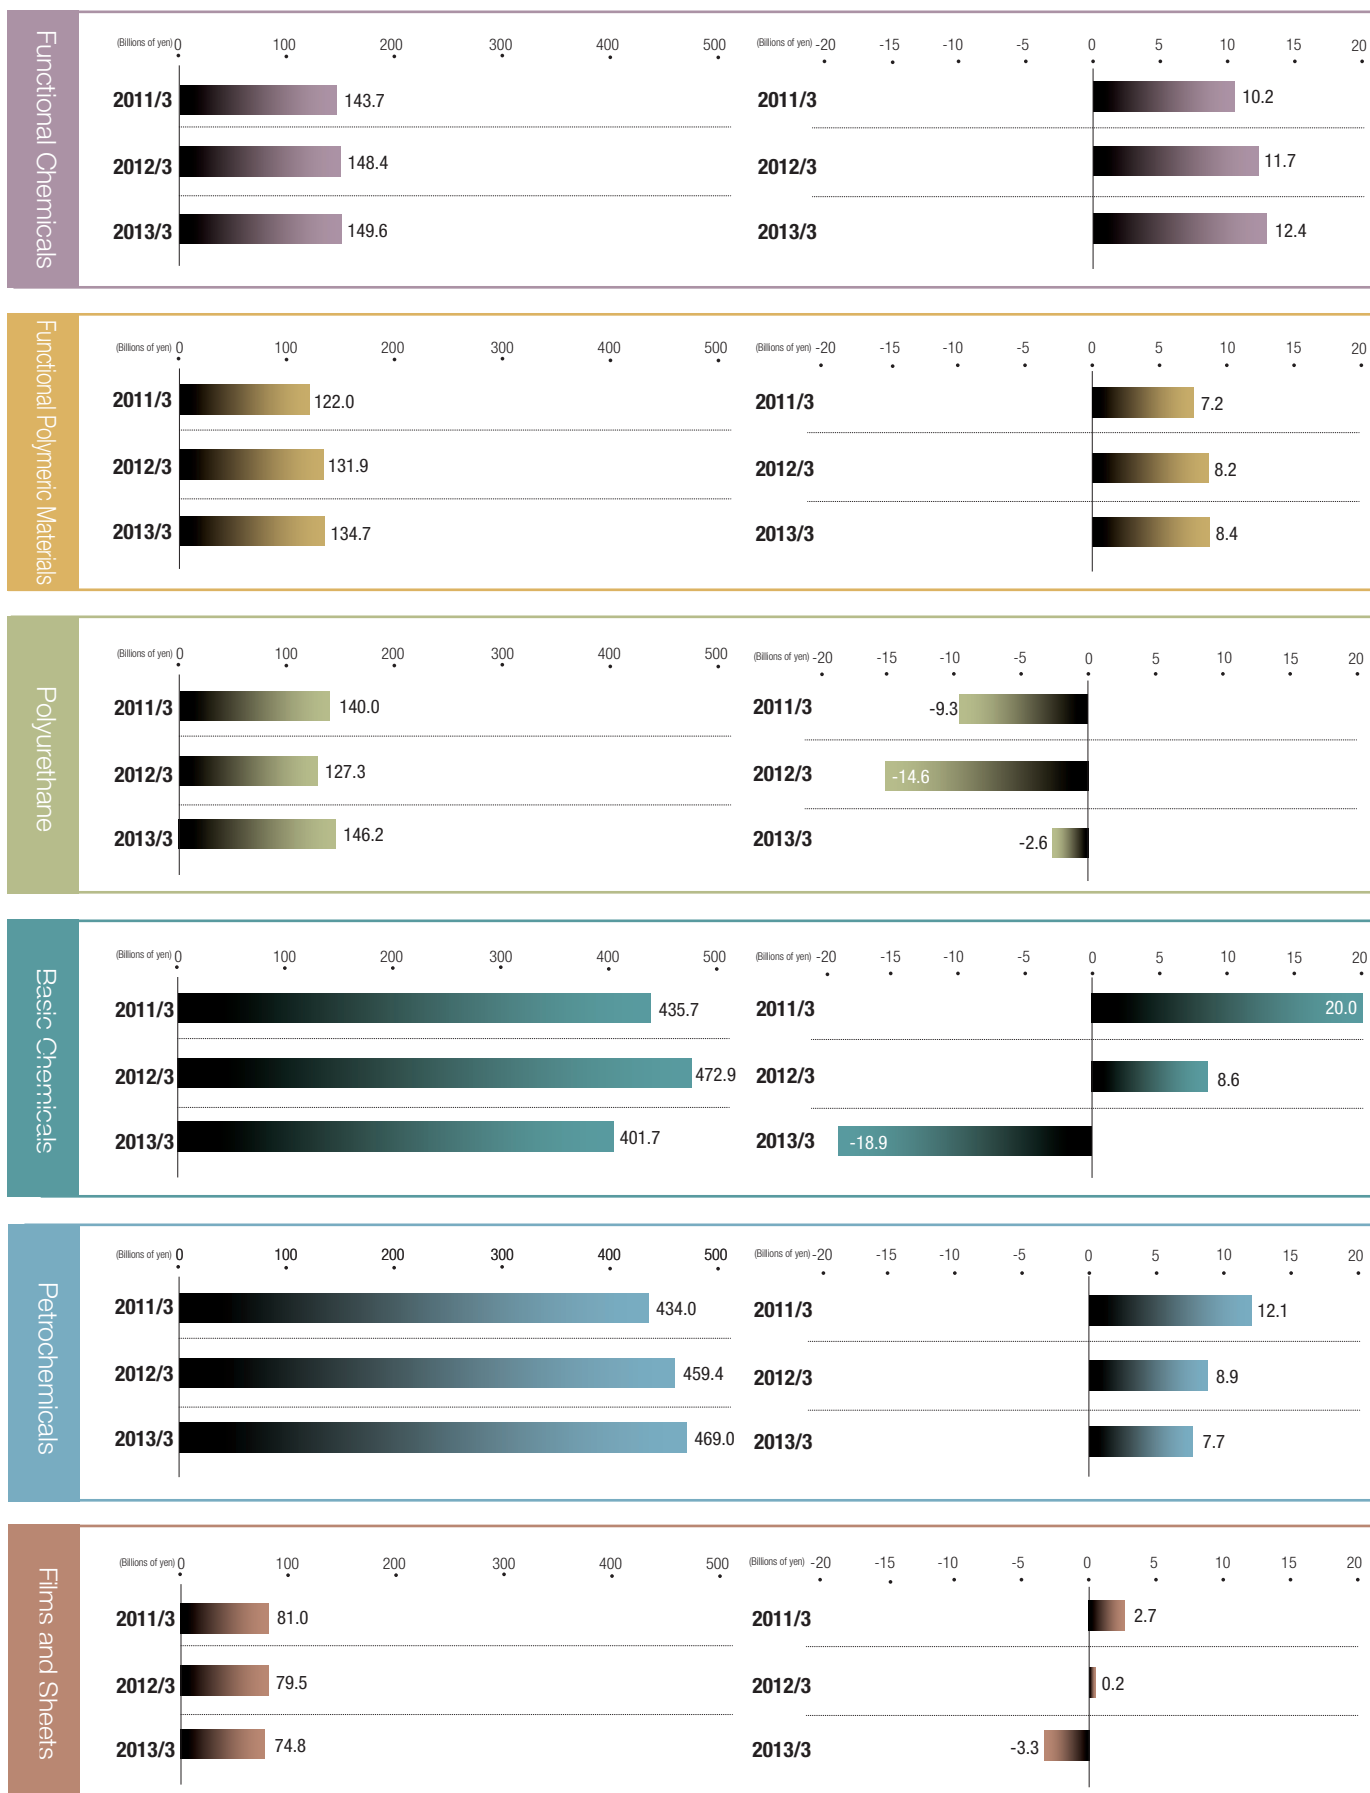 Functional Chemicals
(Billions of yen) 0 100 200 300 400 500
2011/3 143.7
2012/3 148.4
2013/3 149.6
(Billions of yen) -20 -15 -10 -5 0 5 10 15 20
2011/3 10.2
2012/3 11.7
2013/3 12.4
Functional Polymeric Materials
(Billions of yen) 0 100 200 300 400 500
2011/3 122.0
2012/3 131.9
2013/3 134.7
(Billions of yen) -20 -15 -10 -5 0 5 10 15 20
2011/3 7.2
2012/3 8.2
2013/3 8.4
Polyurethane
(Billions of yen) 0 100 200 300 400 500
2011/3 140.0
2012/3 127.3
2013/3 146.2
(Billions of yen) -20 -15 -10 -5 0 5 10 15 20
2011/3 -9.3
2012/3 -14.6
2013/3 -2.6
Basic Chemicals
(Billions of yen) 0 100 200 300 400 500
2011/3 435.7
2012/3 472.9
2013/3 401.7
(Billions of yen) -20 -15 -10 -5 0 5 10 15 20
2011/3 20.0
2012/3 8.6
2013/3 -18.9
Petrochemicals
(Billions of yen) 0 100 200 300 400 500
2011/3 434.0
2012/3 459.4
2013/3 469.0
(Billions of yen) -20 -15 -10 -5 0 5 10 15 20
2011/3 12.1
2012/3 8.9
2013/3 7.7
Films and Sheets
(Billions of yen) 0 100 200 300 400 500
2011/3 81.0
2012/3 79.5
2013/3 74.8
(Billions of yen) -20 -15 -10 -5 0 5 10 15 20
2011/3 2.7
2012/3 0.2
2013/3 -3.3